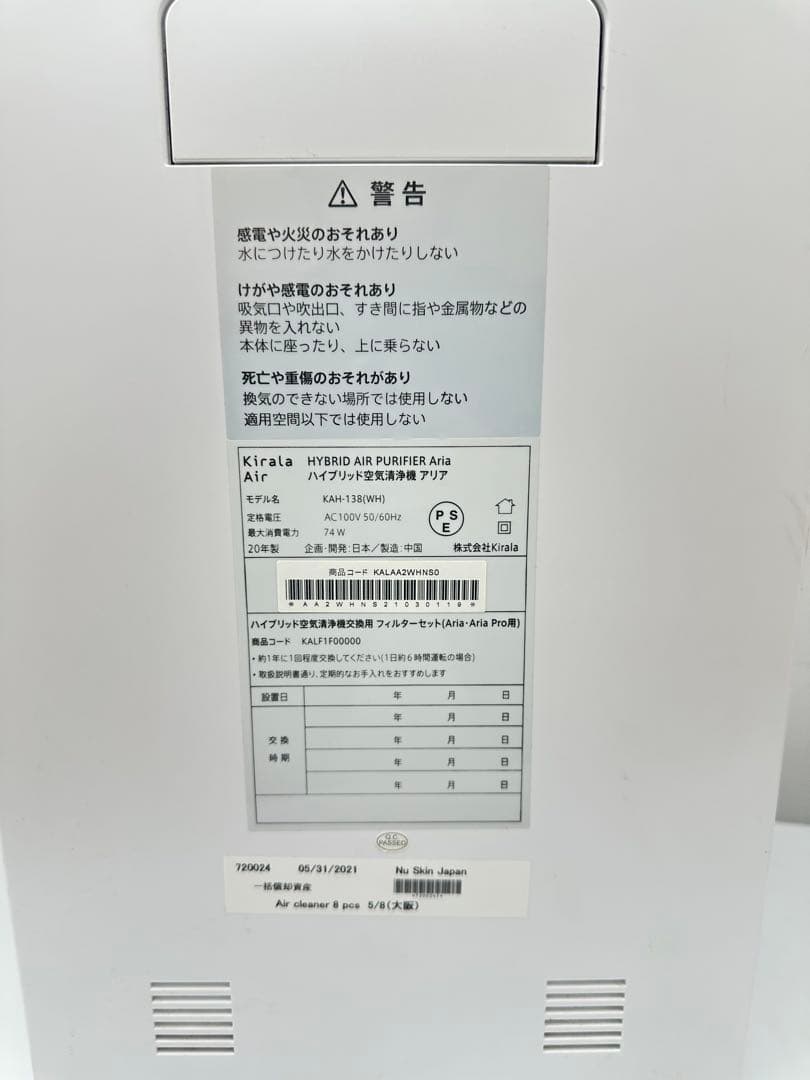 ⚠ 警告
感電や火災のおそれあり
水につけたり水をかけたりしない
けがや感電のおそれあり
吸気口や吹出口、すき間に指や金属物などの
異物を入れない
本体に座ったり、上に乗らない
死亡や重傷のおそれがあり
換気のできない場所では使用しない
適用空間以下では使用しない
Kirala Air
HYBRID AIR PURIFIER Aria
ハイブリッド空気清浄機 アリア
モデル名 KAH-138(WH)
定格電圧 AC100V 50/60Hz
最大消費電力 74W
PSE
20年製 企画・開発:日本/製造:中国 株式会社Kirala
商品コード KALAA2WHNS0
*AA2WHNS21030119*
ハイブリッド空気清浄機交換用 フィルターセット(Aria・Aria Pro用)
商品コード KALF1F00000
・約1年に1回程度交換してください(1日約6時間運転の場合)
・取扱説明書通り、定期的なお手入れをおすすめします
設置日 年 月 日
交換時期 年 月 日
年 月 日
年 月 日
年 月 日
Q.C. PASSED
720024 05/31/2021 Nu Skin Japan
一括償却資産
Air cleaner 8 pcs 5/8(大阪)